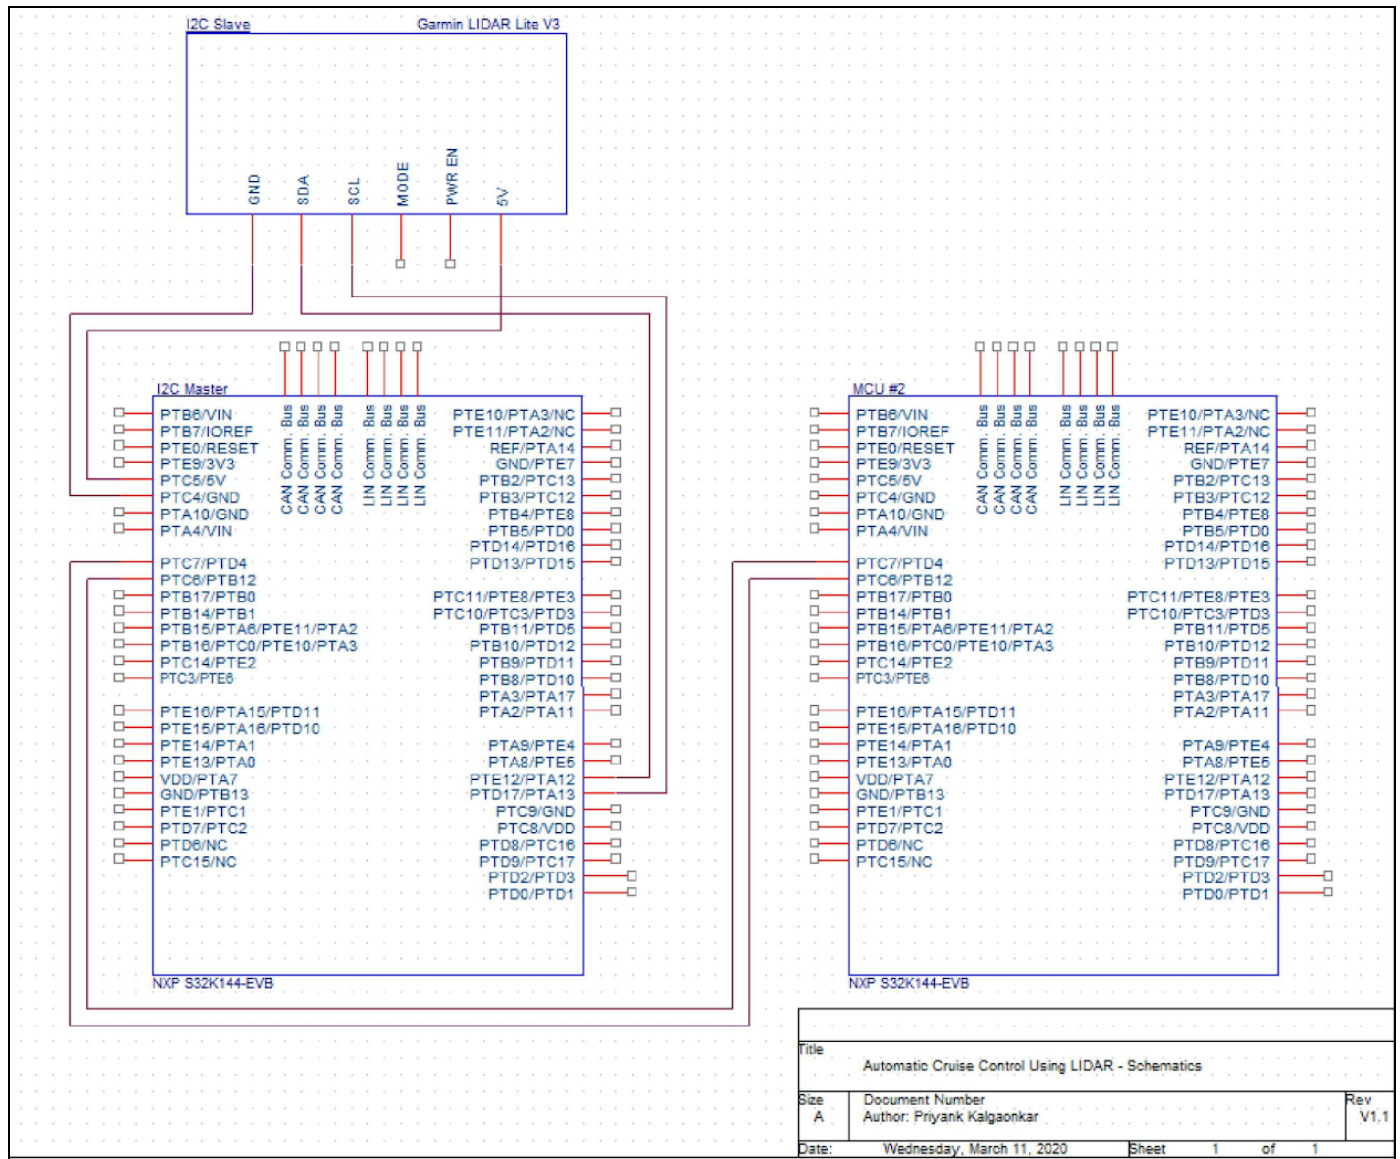 I2C Slave Garmin LIDAR Lite V3
GND
SDA
SCL
MODE
PWR EN
5V
I2C Master
CAN Comm. Bus
CAN Comm. Bus
CAN Comm. Bus
CAN Comm. Bus
LIN Comm. Bus
LIN Comm. Bus
LIN Comm. Bus
LIN Comm. Bus
PTB6/VIN
PTB7/IOREF
PTE0/RESET
PTE9/3V3
PTC5/5V
PTC4/GND
PTA10/GND
PTA4/VIN
PTC7/PTD4
PTC6/PTB12
PTB17/PTB0
PTB14/PTB1
PTB15/PTA6/PTE11/PTA2
PTB16/PTC0/PTE10/PTA3
PTC14/PTE2
PTC3/PTE6
PTE16/PTA15/PTD11
PTE15/PTA16/PTD10
PTE14/PTA1
PTE13/PTA0
VDD/PTA7
GND/PTB13
PTE1/PTC1
PTD7/PTC2
PTD6/NC
PTC15/NC
PTE10/PTA3/NC
PTE11/PTA2/NC
REF/PTA14
GND/PTE7
PTB2/PTC13
PTB3/PTC12
PTB4/PTE8
PTB5/PTD0
PTD14/PTD16
PTD13/PTD15
PTC11/PTE8/PTE3
PTC10/PTC3/PTD3
PTB11/PTD5
PTB10/PTD12
PTB9/PTD11
PTB8/PTD10
PTA3/PTA17
PTA2/PTA11
PTA9/PTE4
PTA8/PTE5
PTE12/PTA12
PTD17/PTA13
PTC9/GND
PTC8/VDD
PTD8/PTC16
PTD9/PTC17
PTD2/PTD3
PTD0/PTD1
NXP S32K144-EVB
MCU #2
CAN Comm. Bus
CAN Comm. Bus
CAN Comm. Bus
CAN Comm. Bus
LIN Comm. Bus
LIN Comm. Bus
LIN Comm. Bus
LIN Comm. Bus
PTB6/VIN
PTB7/IOREF
PTE0/RESET
PTE9/3V3
PTC5/5V
PTC4/GND
PTA10/GND
PTA4/VIN
PTC7/PTD4
PTC6/PTB12
PTB17/PTB0
PTB14/PTB1
PTB15/PTA6/PTE11/PTA2
PTB16/PTC0/PTE10/PTA3
PTC14/PTE2
PTC3/PTE6
PTE16/PTA15/PTD11
PTE15/PTA16/PTD10
PTE14/PTA1
PTE13/PTA0
VDD/PTA7
GND/PTB13
PTE1/PTC1
PTD7/PTC2
PTD6/NC
PTC15/NC
PTE10/PTA3/NC
PTE11/PTA2/NC
REF/PTA14
GND/PTE7
PTB2/PTC13
PTB3/PTC12
PTB4/PTE8
PTB5/PTD0
PTD14/PTD16
PTD13/PTD15
PTC11/PTE8/PTE3
PTC10/PTC3/PTD3
PTB11/PTD5
PTB10/PTD12
PTB9/PTD11
PTB8/PTD10
PTA3/PTA17
PTA2/PTA11
PTA9/PTE4
PTA8/PTE5
PTE12/PTA12
PTD17/PTA13
PTC9/GND
PTC8/VDD
PTD8/PTC16
PTD9/PTC17
PTD2/PTD3
PTD0/PTD1
NXP S32K144-EVB
Title
Automatic Cruise Control Using LIDAR - Schematics
Size Document Number Rev
A Author: Priyank Kalgaonkar V1.1
Date: Wednesday, March 11, 2020 Sheet 1 of 1